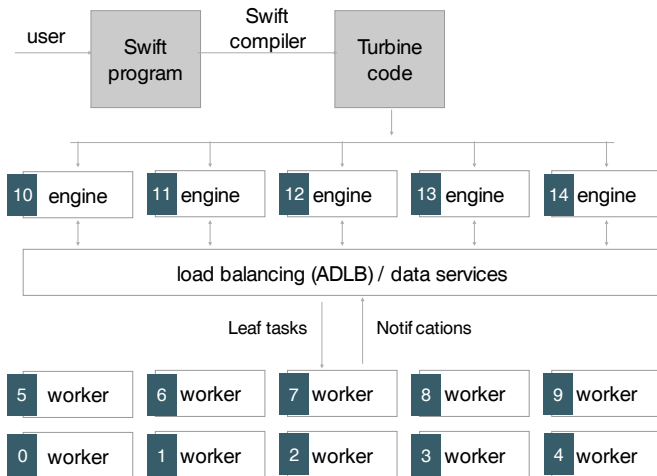 user
Swift program
Swift compiler
Turbine code
10 engine
11 engine
12 engine
13 engine
14 engine
load balancing (ADLB) / data services
Leaf tasks
Notif cations
5 worker
6 worker
7 worker
8 worker
9 worker
0 worker
1 worker
2 worker
3 worker
4 worker